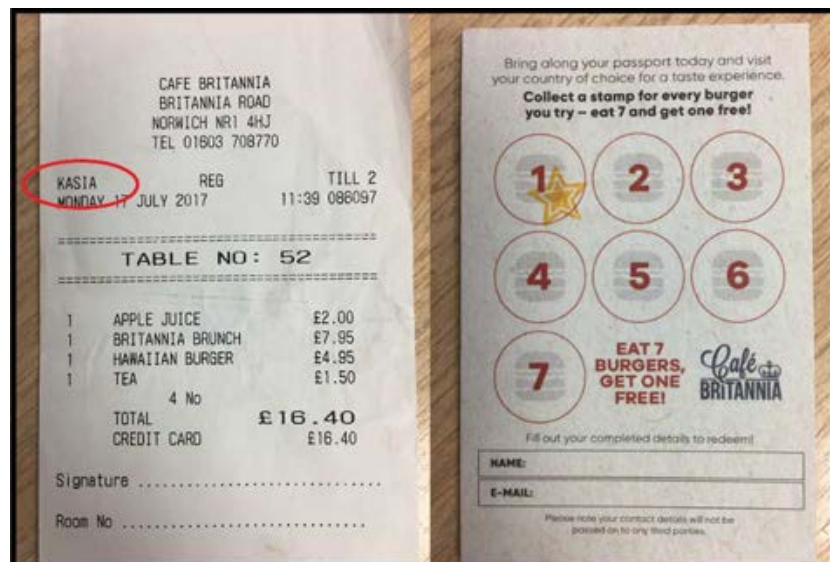 CAFE BRITANNIA
BRITANNIA ROAD
NORWICH NR1 4HJ
TEL 01603 708770
KASIA REG TILL 2
MONDAY 17 JULY 2017 11:39 086097
TABLE NO: 52
1 APPLE JUICE £2.00
1 BRITANNIA BRUNCH £7.95
1 HAWAIIAN BURGER £4.95
1 TEA £1.50
4 No
TOTAL £16.40
CREDIT CARD £16.40
Signature ................................
Room No ................................
Bring along your passport today and visit
your country of choice for a taste experience.
Collect a stamp for every burger
you try – eat 7 and get one free!
1 2 3
4 5 6
7
EAT 7
BURGERS,
GET ONE
FREE!
Café
BRITANNIA
Fill out your completed details to redeem!
NAME:
E-MAIL:
Please note your contact details will not be
passed on to any third parties.